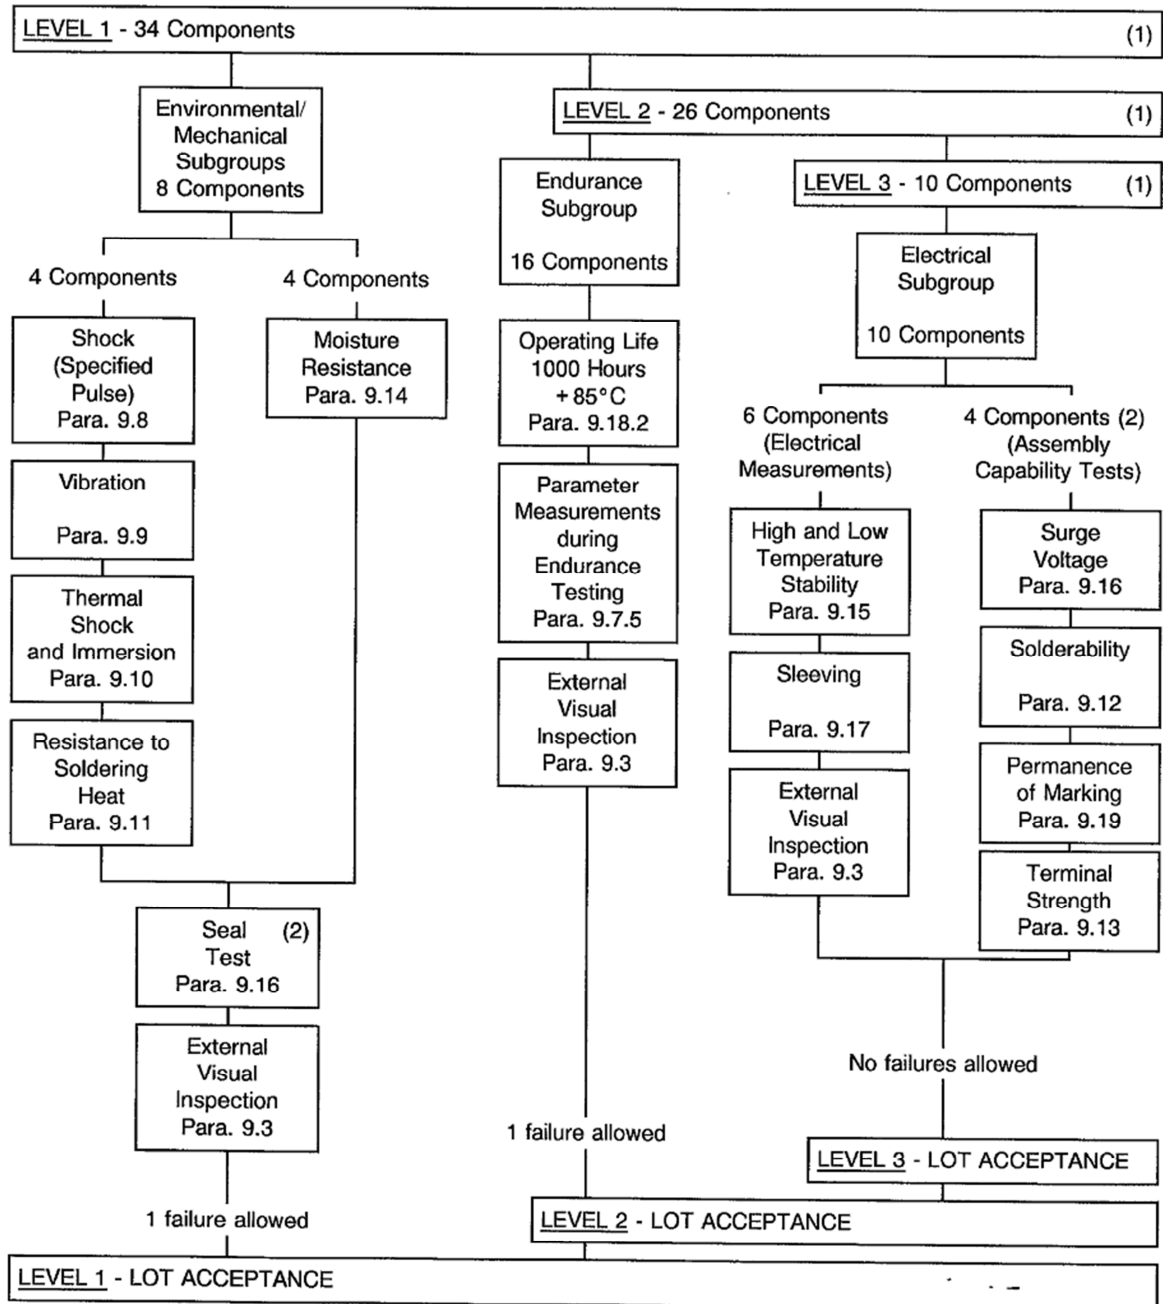 LEVEL 1 - 34 Components (1)
Environmental/
Mechanical
Subgroups
8 Components
LEVEL 2 - 26 Components (1)
Endurance
Subgroup
16 Components
LEVEL 3 - 10 Components (1)
Electrical
Subgroup
10 Components
4 Components
Shock
(Specified
Pulse)
Para. 9.8
Vibration
Para. 9.9
Thermal
Shock
and Immersion
Para. 9.10
Resistance to
Soldering
Heat
Para. 9.11
4 Components
Moisture
Resistance
Para. 9.14
Seal (2)
Test
Para. 9.16
External
Visual
Inspection
Para. 9.3
1 failure allowed
Operating Life
1000 Hours
+85°C
Para. 9.18.2
Parameter
Measurements
during
Endurance
Testing
Para. 9.7.5
External
Visual
Inspection
Para. 9.3
1 failure allowed
6 Components
(Electrical
Measurements)
High and Low
Temperature
Stability
Para. 9.15
Sleeving
Para. 9.17
External
Visual
Inspection
Para. 9.3
4 Components (2)
(Assembly
Capability Tests)
Surge
Voltage
Para. 9.16
Solderability
Para. 9.12
Permanence
of Marking
Para. 9.19
Terminal
Strength
Para. 9.13
No failures allowed
LEVEL 3 - LOT ACCEPTANCE
LEVEL 2 - LOT ACCEPTANCE
LEVEL 1 - LOT ACCEPTANCE